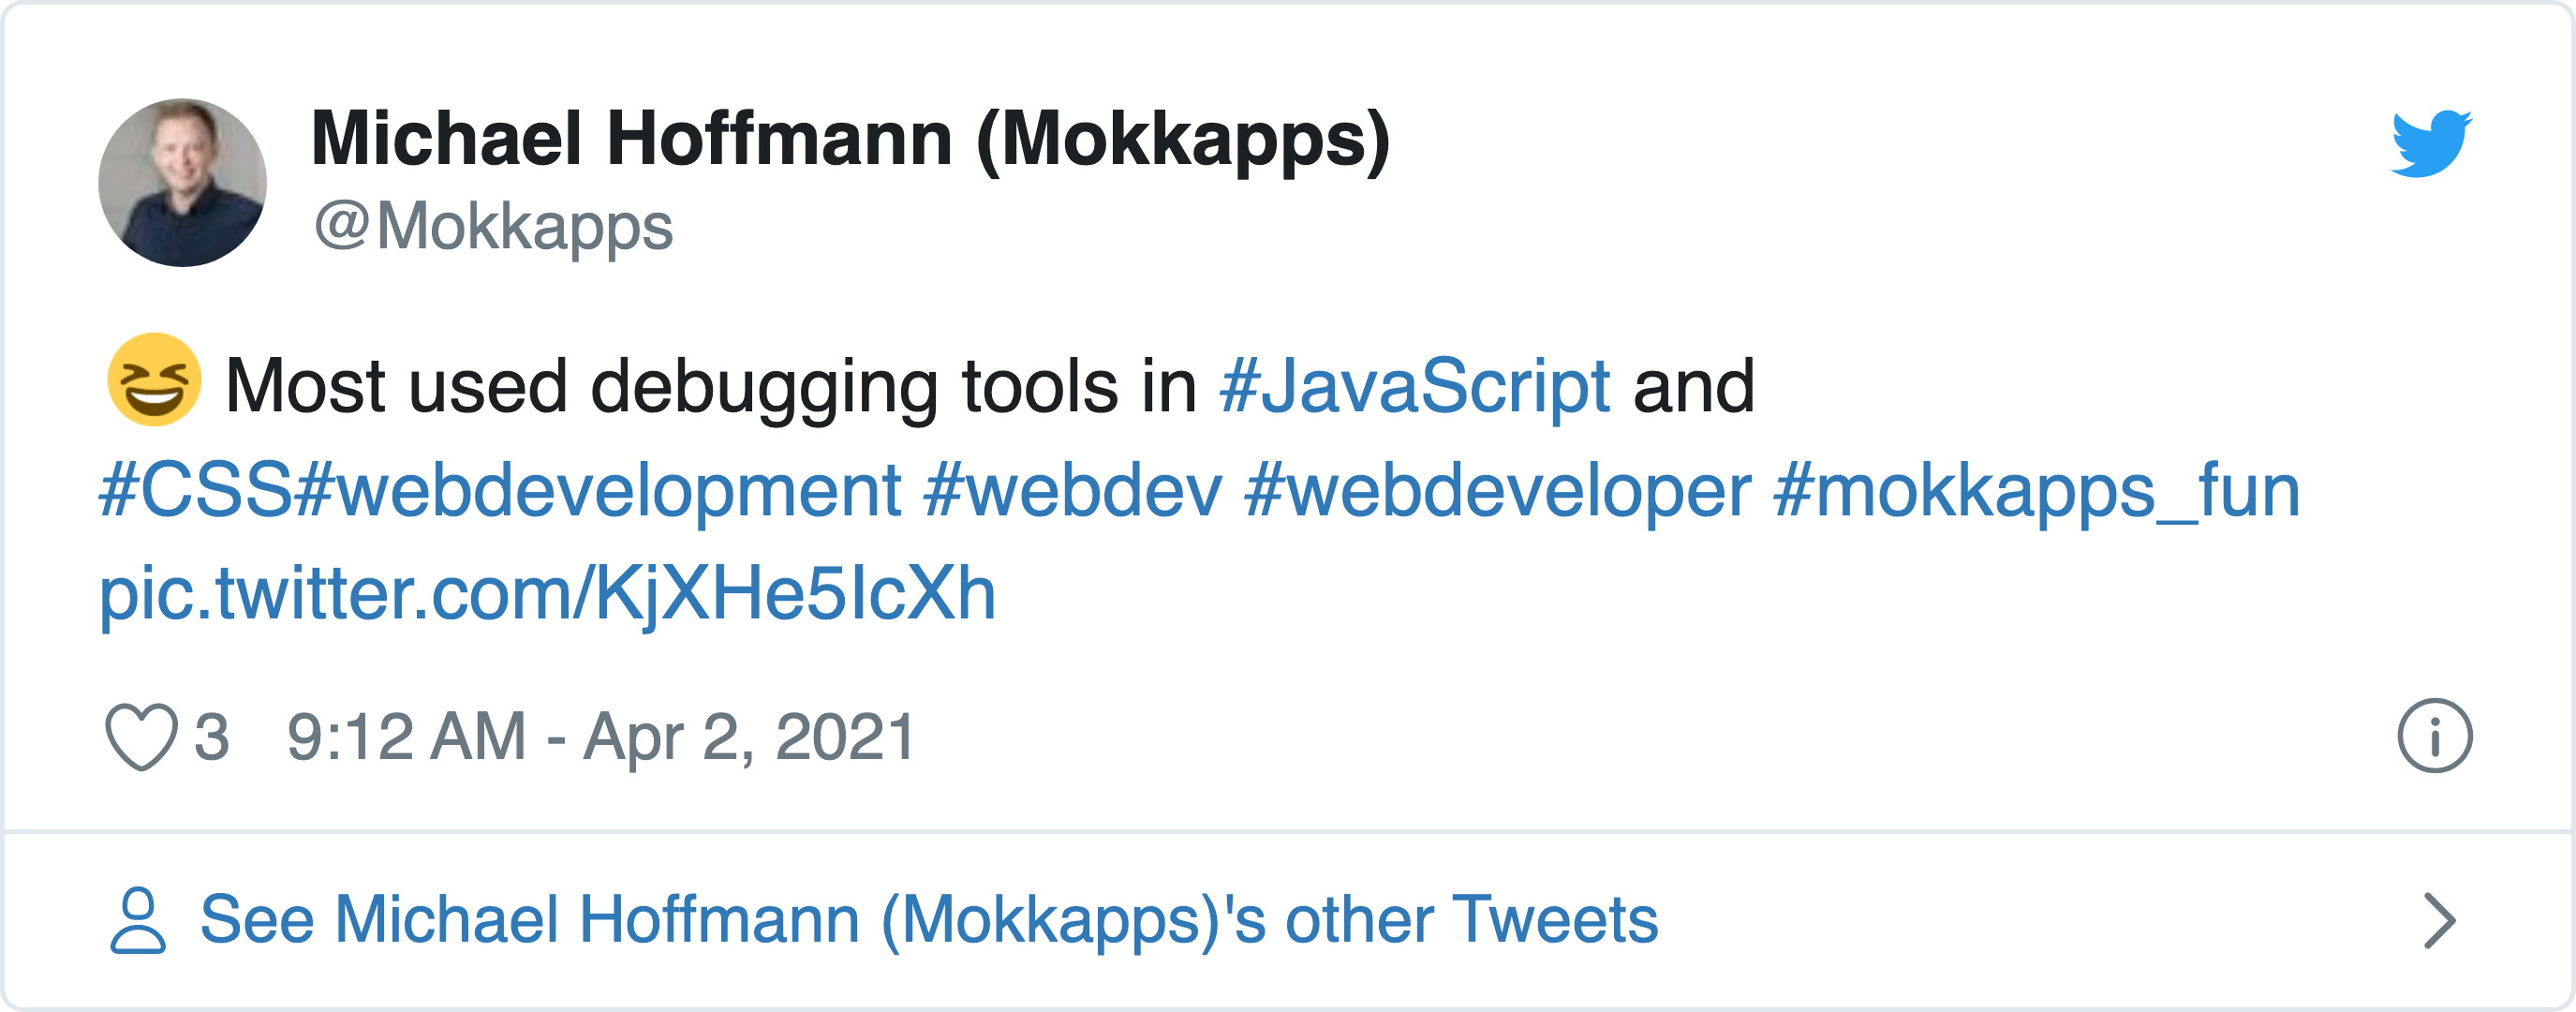 Michael Hoffmann (Mokkapps)
@Mokkapps
😆 Most used debugging tools in #JavaScript and
#CSS#webdevelopment #webdev #webdeveloper #mokkapps_fun
pic.twitter.com/KjXHe5IcXh
3 9:12 AM - Apr 2, 2021
See Michael Hoffmann (Mokkapps)'s other Tweets